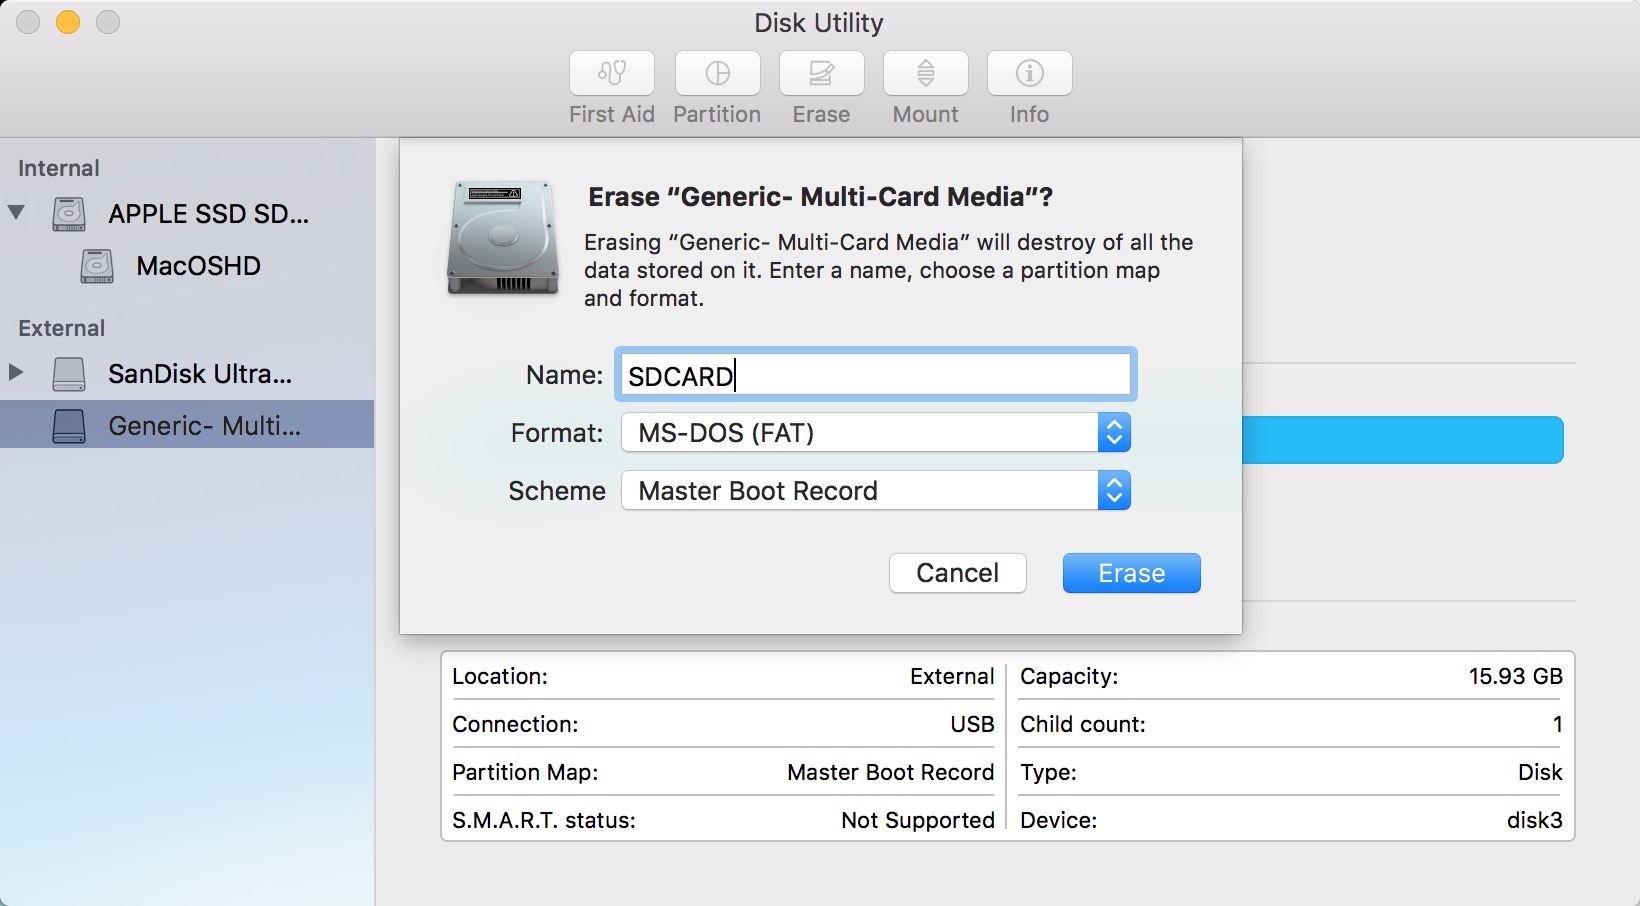 Disk Utility
First Aid
Partition
Erase
Mount
Info
Internal
APPLE SSD SD...
MacOSHD
External
SanDisk Ultra...
Generic- Multi...
Erase “Generic- Multi-Card Media”?
Erasing “Generic- Multi-Card Media” will destroy of all the
data stored on it. Enter a name, choose a partition map
and format.
Name: SDCARD
Format: MS-DOS (FAT)
Scheme Master Boot Record
Cancel
Erase
Location: External
Connection: USB
Partition Map: Master Boot Record
S.M.A.R.T. status: Not Supported
Capacity: 15.93 GB
Child count: 1
Type: Disk
Device: disk3